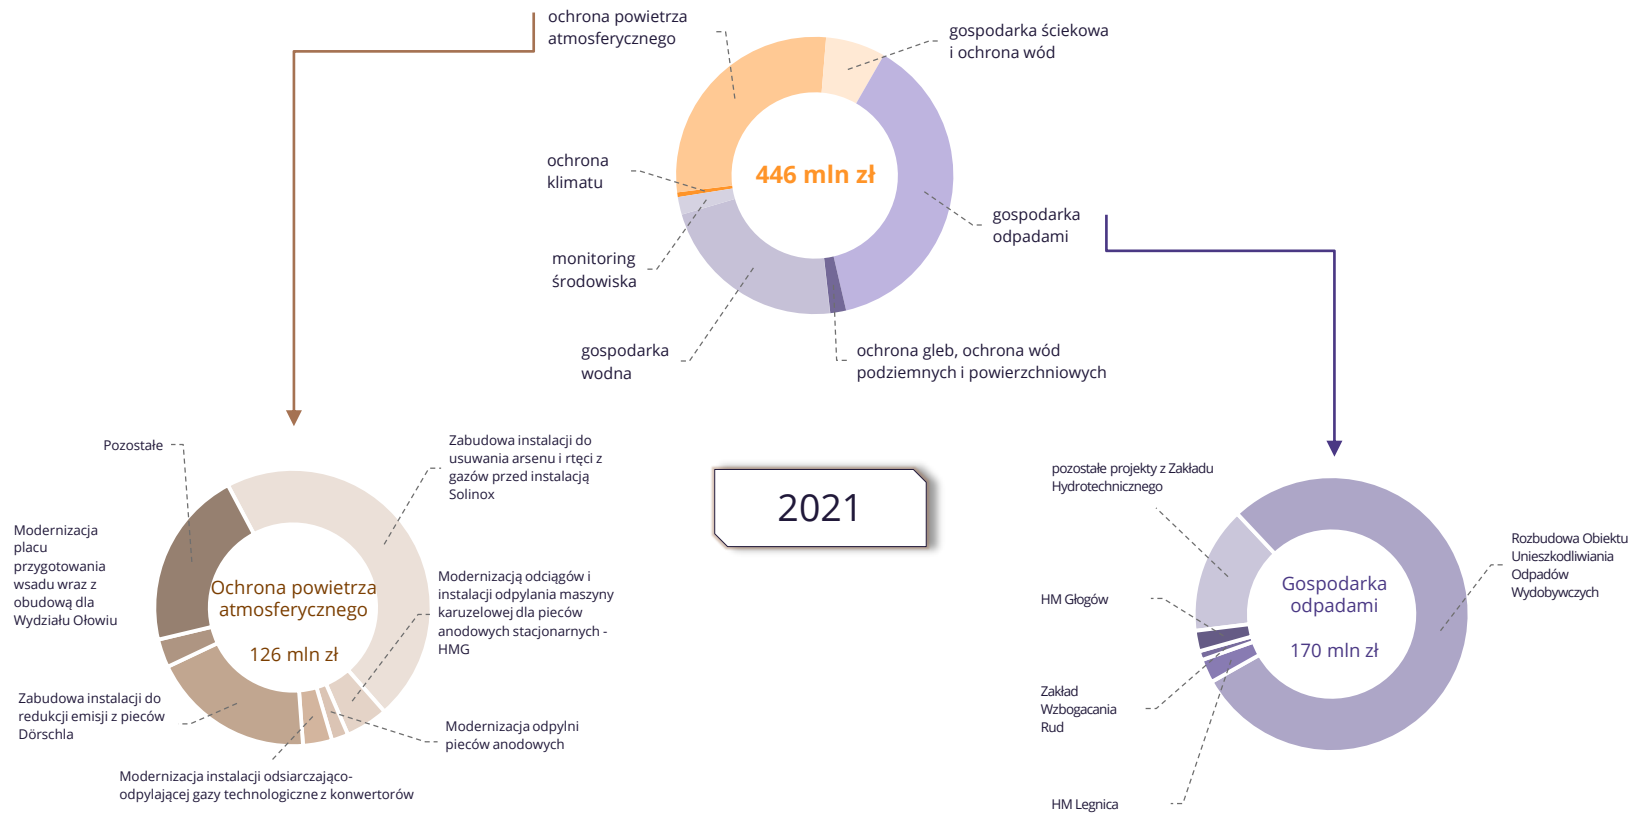 ochrona powietrza
atmosferycznego
gospodarka ściekowa
i ochrona wód
ochrona
klimatu
446 mln zł
gospodarka
odpadami
monitoring
środowiska
gospodarka
wodna
ochrona gleb, ochrona wód
podziemnych i powierzchniowych
2021
Pozostałe
Zabudowa instalacji do
usuwania arsenu i rtęci z
gazów przed instalacją
Solinox
Modernizacja
placu
przygotowania
wsadu wraz z
obudową dla
Wydziału Ołowiu
Ochrona powietrza
atmosferycznego
126 mln zł
Modernizacją odciągów i
instalacji odpylania maszyny
karuzelowej dla pieców
anodowych stacjonarnych -
HMG
Zabudowa instalacji do
redukcji emisji z pieców
Dörschla
Modernizacja odpylni
pieców anodowych
Modernizacja instalacji odsiarczająco-
odpylającej gazy technologiczne z konwertorów
pozostałe projekty z Zakładu
Hydrotechnicznego
Rozbudowa Obiektu
Unieszkodliwiania
Odpadów
Wydobywczych
HM Głogów
Gospodarka
odpadami
170 mln zł
Zakład
Wzbogacania
Rud
HM Legnica